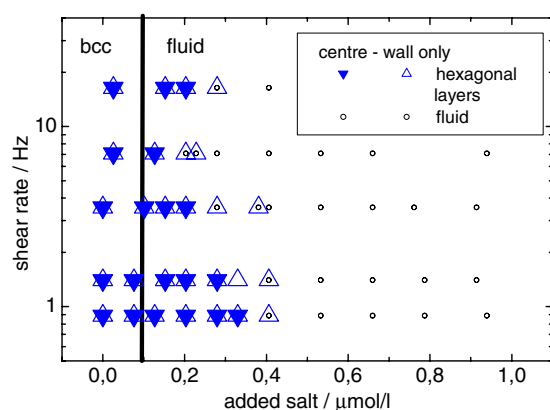 bcc fluid
centre - wall only
hexagonal
layers
fluid
10
1
shear rate / Hz
0,0 0,2 0,4 0,6 0,8 1,0
added salt / μmol/l